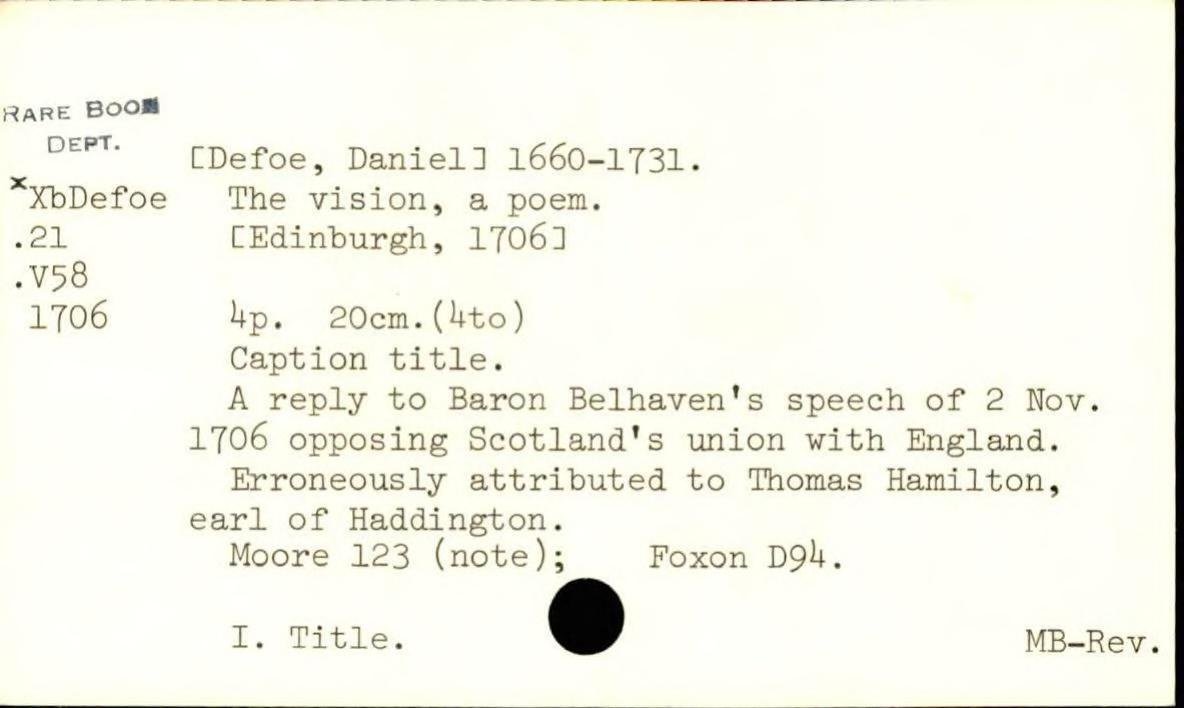 RARE BOOK
DEPT.
[Defoe, Daniel] 1660-1731.
xXbDefoe The vision, a poem.
.21 [Edinburgh, 1706]
.V58
1706 4p. 20cm.(4to)
Caption title.
A reply to Baron Belhaven's speech of 2 Nov.
1706 opposing Scotland's union with England.
Erroneously attributed to Thomas Hamilton,
earl of Haddington.
Moore 123 (note); Foxon D94.
I. Title. MB-Rev.